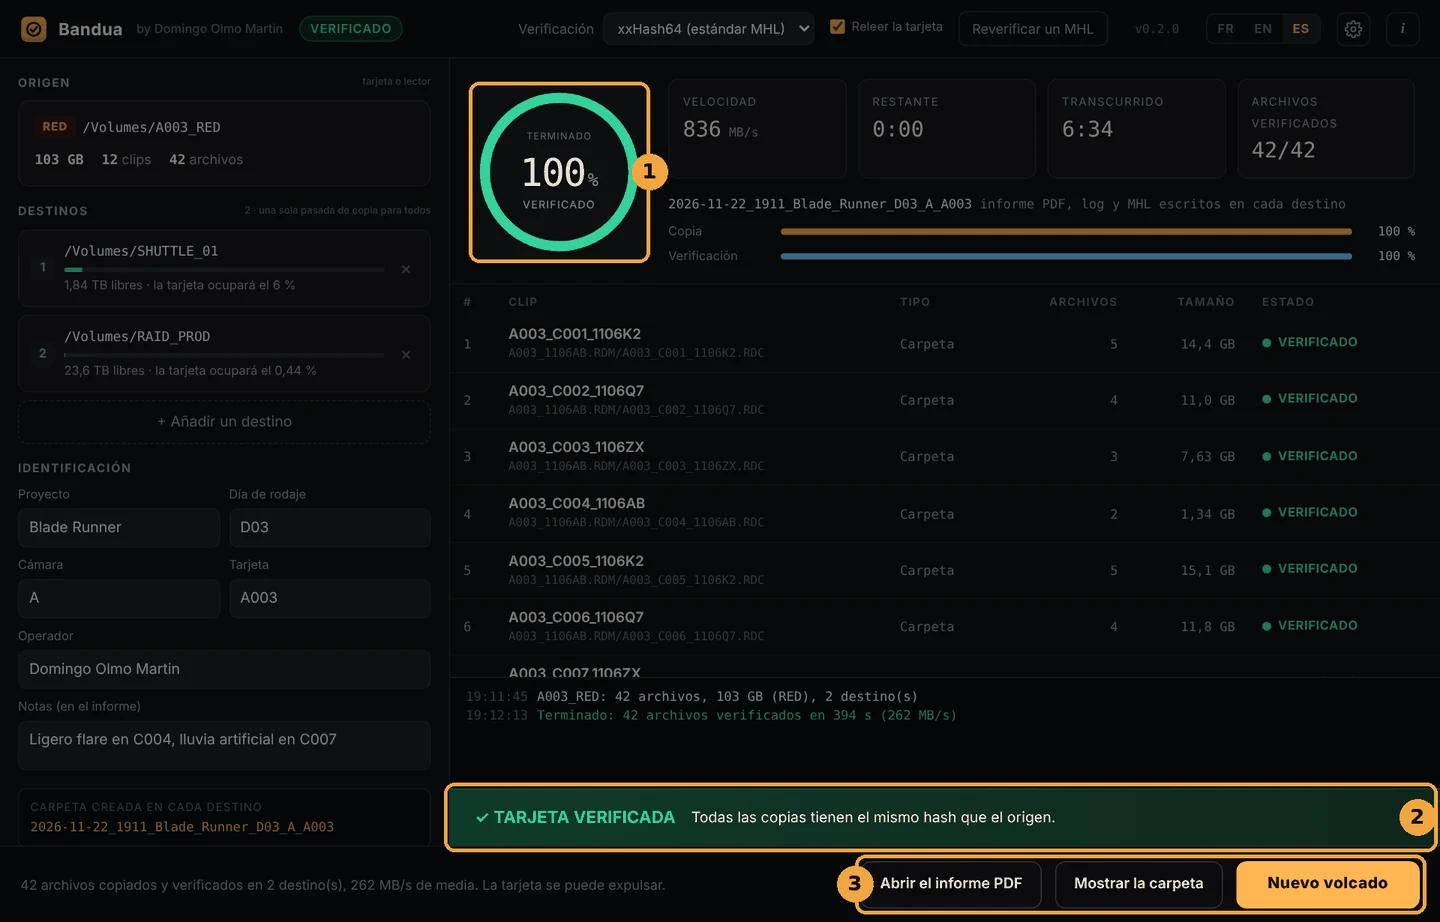 Bandua by Domingo Olmo Martin VERIFICADO
Verificación xxHash64 (estándar MHL) Releer la tarjeta Reverificar un MHL v0.2.0 FR EN ES i
ORIGEN tarjeta o lector
RED /Volumes/A003_RED
103 GB 12 clips 42 archivos
DESTINOS 2 · una sola pasada de copia para todos
1 /Volumes/SHUTTLE_01 ×
1,84 TB libres · la tarjeta ocupará el 6 %
2 /Volumes/RAID_PROD ×
23,6 TB libres · la tarjeta ocupará el 0,44 %
+ Añadir un destino
IDENTIFICACIÓN
Proyecto Día de rodaje
Blade Runner D03
Cámara Tarjeta
A A003
Operador
Domingo Olmo Martin
Notas (en el informe)
Ligero flare en C004, lluvia artificial en C007
CARPETA CREADA EN CADA DESTINO
2026-11-22_1911_Blade_Runner_D03_A_A003
TERMINADO
100%
VERIFICADO
1
VELOCIDAD
836 MB/s
RESTANTE
0:00
TRANSCURRIDO
6:34
ARCHIVOS
VERIFICADOS
42/42
2026-11-22_1911_Blade_Runner_D03_A_A003 informe PDF, log y MHL escritos en cada destino
Copia 100 %
Verificación 100 %
# CLIP TIPO ARCHIVOS TAMAÑO ESTADO
1 A003_C001_1106K2 Carpeta 5 14,4 GB VERIFICADO
A003_1106AB.RDM/A003_C001_1106K2.RDC
2 A003_C002_1106Q7 Carpeta 4 11,0 GB VERIFICADO
A003_1106AB.RDM/A003_C002_1106Q7.RDC
3 A003_C003_1106ZX Carpeta 3 7,63 GB VERIFICADO
A003_1106AB.RDM/A003_C003_1106ZX.RDC
4 A003_C004_1106AB Carpeta 2 1,34 GB VERIFICADO
A003_1106AB.RDM/A003_C004_1106AB.RDC
5 A003_C005_1106K2 Carpeta 5 15,1 GB VERIFICADO
A003_1106AB.RDM/A003_C005_1106K2.RDC
6 A003_C006_1106Q7 Carpeta 4 11,8 GB VERIFICADO
A003_1106AB.RDM/A003_C006_1106Q7.RDC
A003_C007_1106ZX
19:11:45 A003_RED: 42 archivos, 103 GB (RED), 2 destino(s)
19:12:13 Terminado: 42 archivos verificados en 394 s (262 MB/s)
✓ TARJETA VERIFICADA Todas las copias tienen el mismo hash que el origen. 2
42 archivos copiados y verificados en 2 destino(s), 262 MB/s de media. La tarjeta se puede expulsar.
3 Abrir el informe PDF Mostrar la carpeta Nuevo volcado